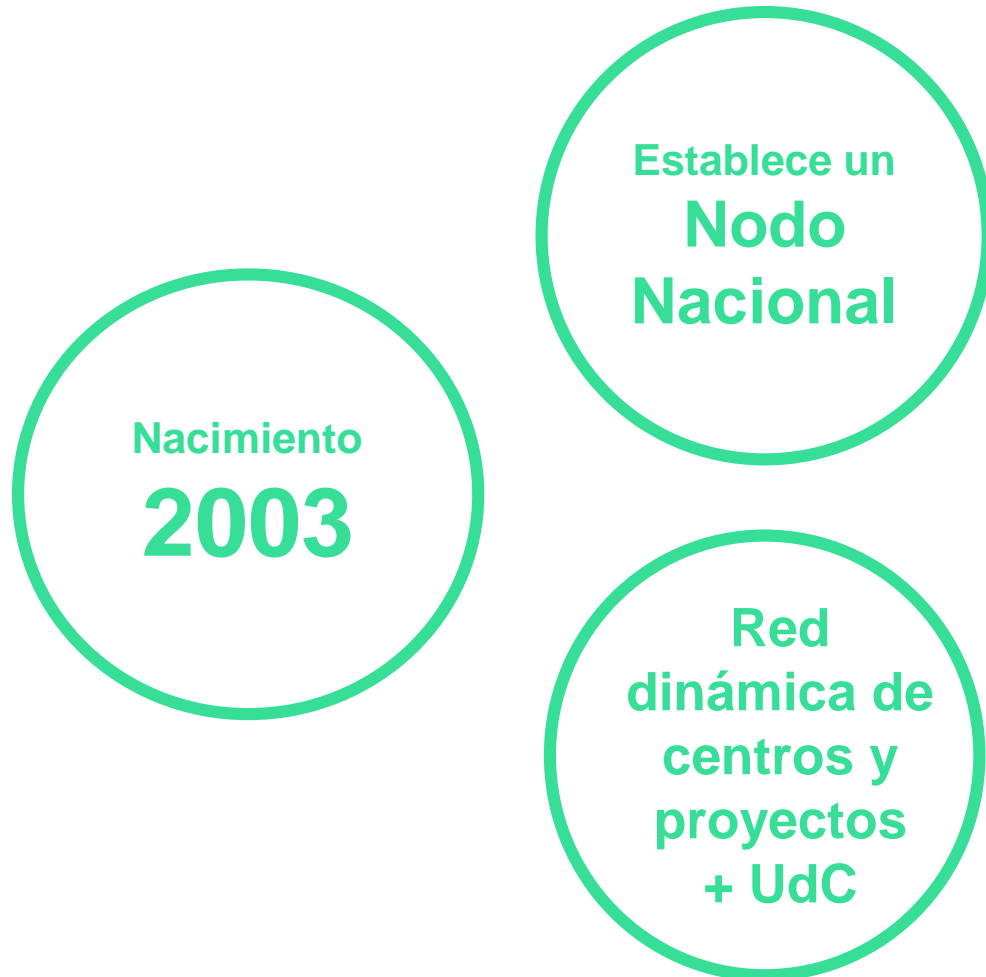 Establece un
Nodo
Nacional
Nacimiento
2003
Red
dinámica de
centros y
proyectos
+ UdC